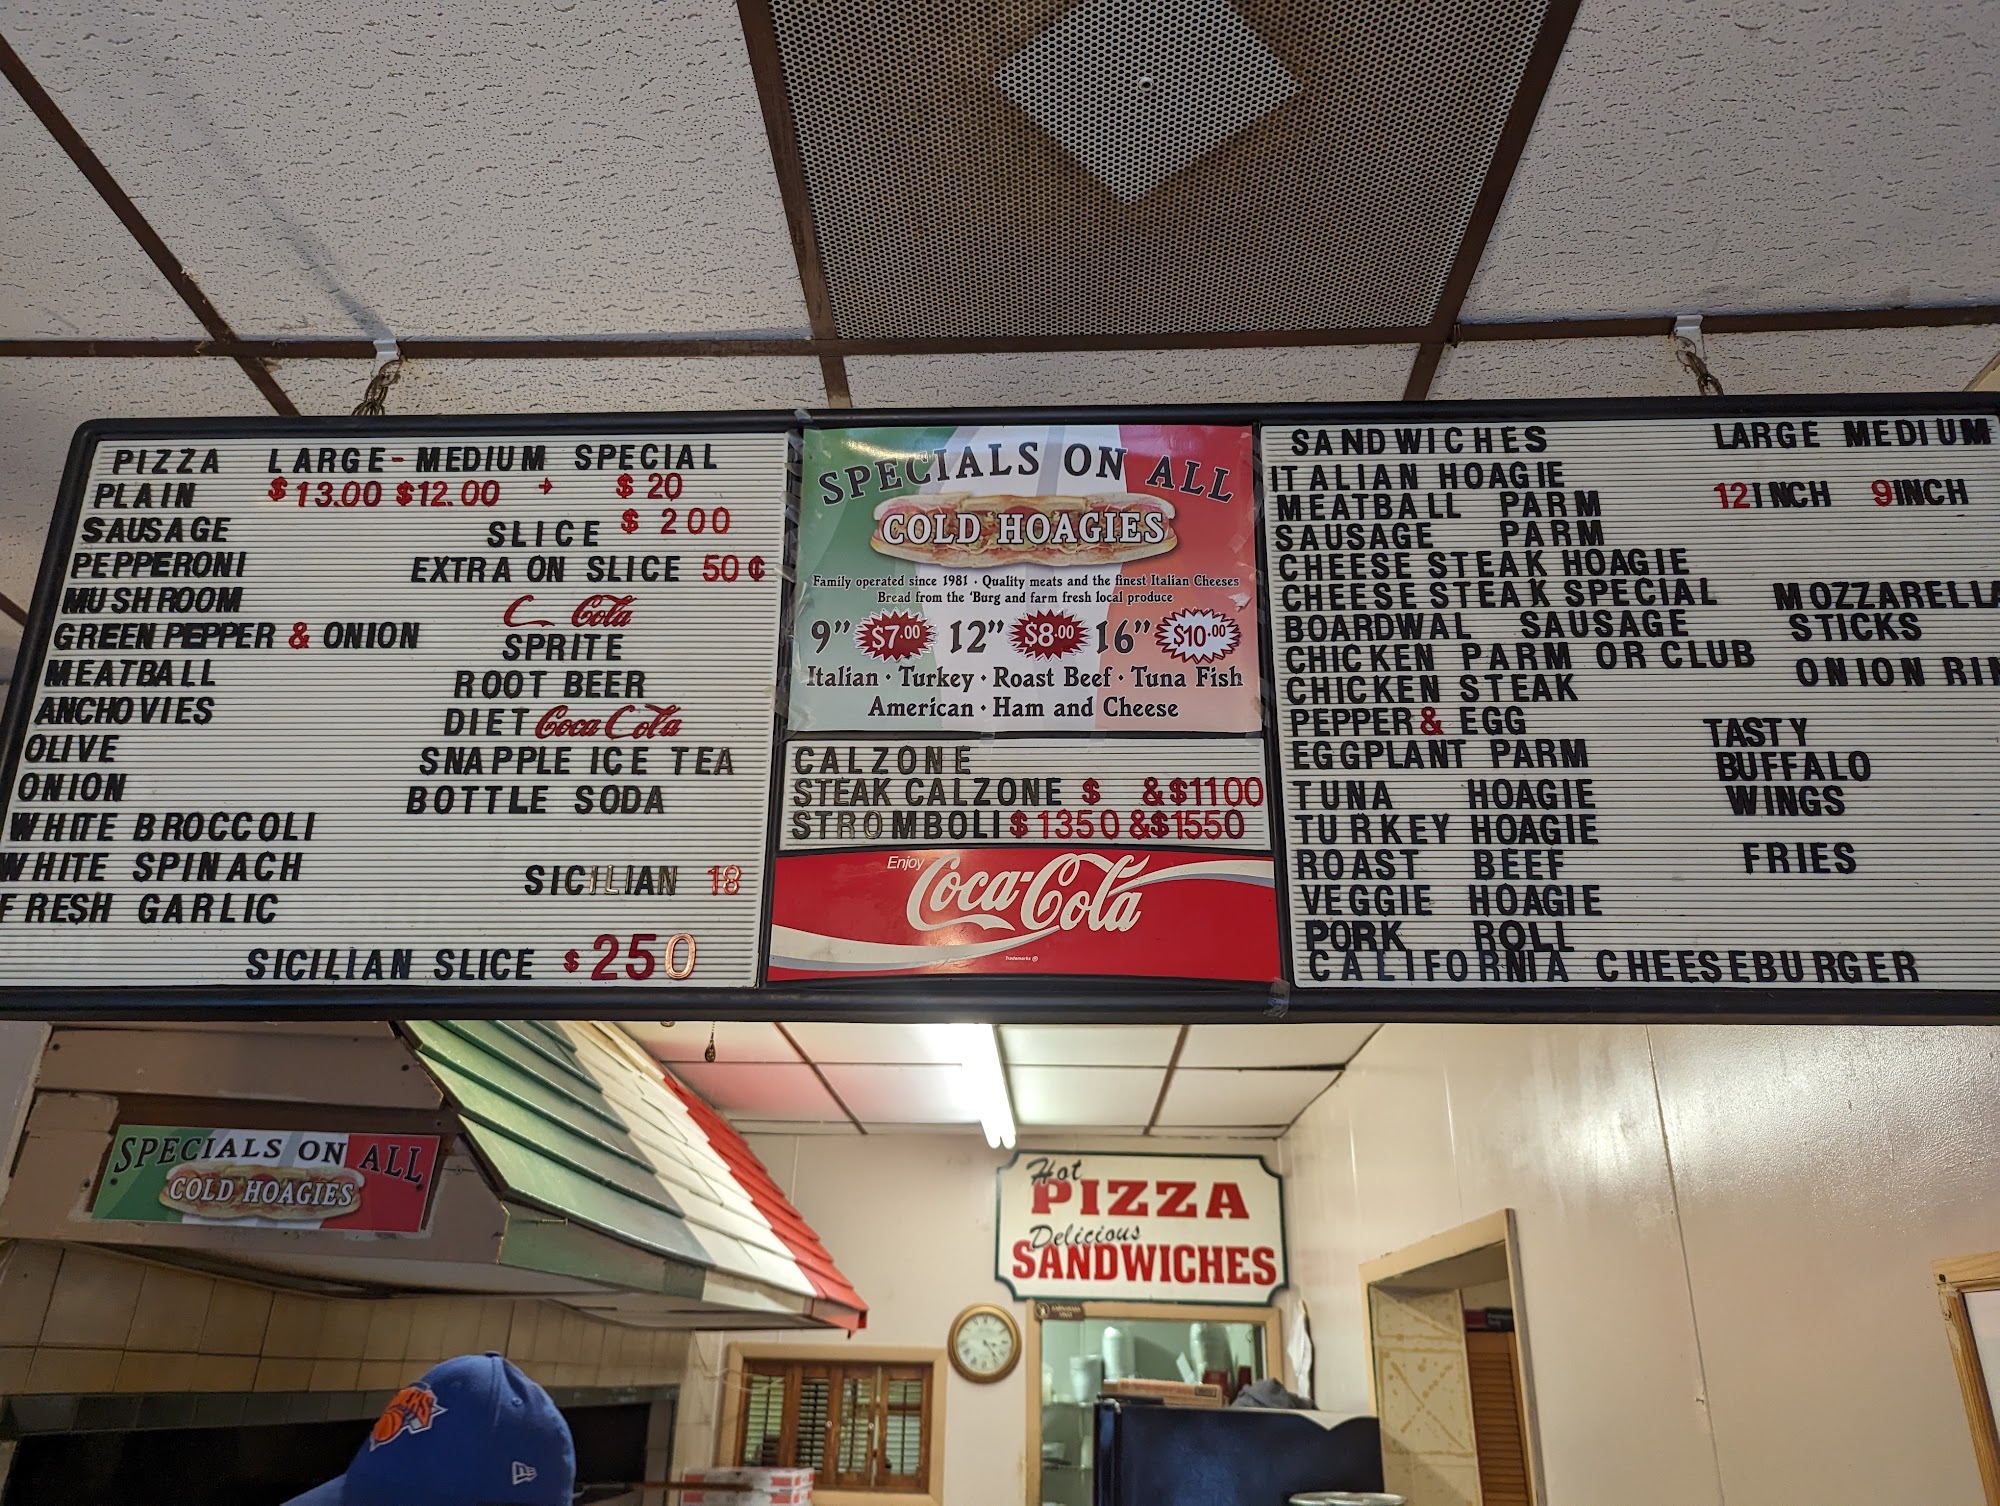 PIZZA LARGE-MEDIUM SPECIAL
PLAIN $13.00 $12.00 + $20
SAUSAGE SLICE $200
PEPPERONI EXTRA ON SLICE 50¢
MUSHROOM C Cola
GREEN PEPPER & ONION SPRITE
MEATBALL ROOT BEER
ANCHOVIES DIET Coca Cola
OLIVE SNAPPLE ICE TEA
ONION BOTTLE SODA
WHITE BROCCOLI
WHITE SPINACH SICILIAN 18
FRESH GARLIC
SICILIAN SLICE $250
SPECIALS ON ALL
COLD HOAGIES
Family operated since 1981 · Quality meats and the finest Italian Cheeses
Bread from the 'Burg and farm fresh local produce
9" $7.00 12" $8.00 16" $10.00
Italian · Turkey · Roast Beef · Tuna Fish
American · Ham and Cheese
CALZONE
STEAK CALZONE $ &$1100
STROMBOLI $1350 &$1550
Enjoy
Coca-Cola
Trademarks ®
SANDWICHES LARGE MEDIUM
ITALIAN HOAGIE
MEATBALL PARM 12INCH 9INCH
SAUSAGE PARM
CHEESE STEAK HOAGIE
CHEESE STEAK SPECIAL MOZZARELLA
BOARDWAL SAUSAGE STICKS
CHICKEN PARM OR CLUB ONION RIN
CHICKEN STEAK
PEPPER & EGG TASTY
EGGPLANT PARM BUFFALO
TUNA HOAGIE WINGS
TURKEY HOAGIE
ROAST BEEF FRIES
VEGGIE HOAGIE
PORK ROLL
CALIFORNIA CHEESEBURGER
SPECIALS ON ALL
COLD HOAGIES
Hot
PIZZA
Delicious
SANDWICHES